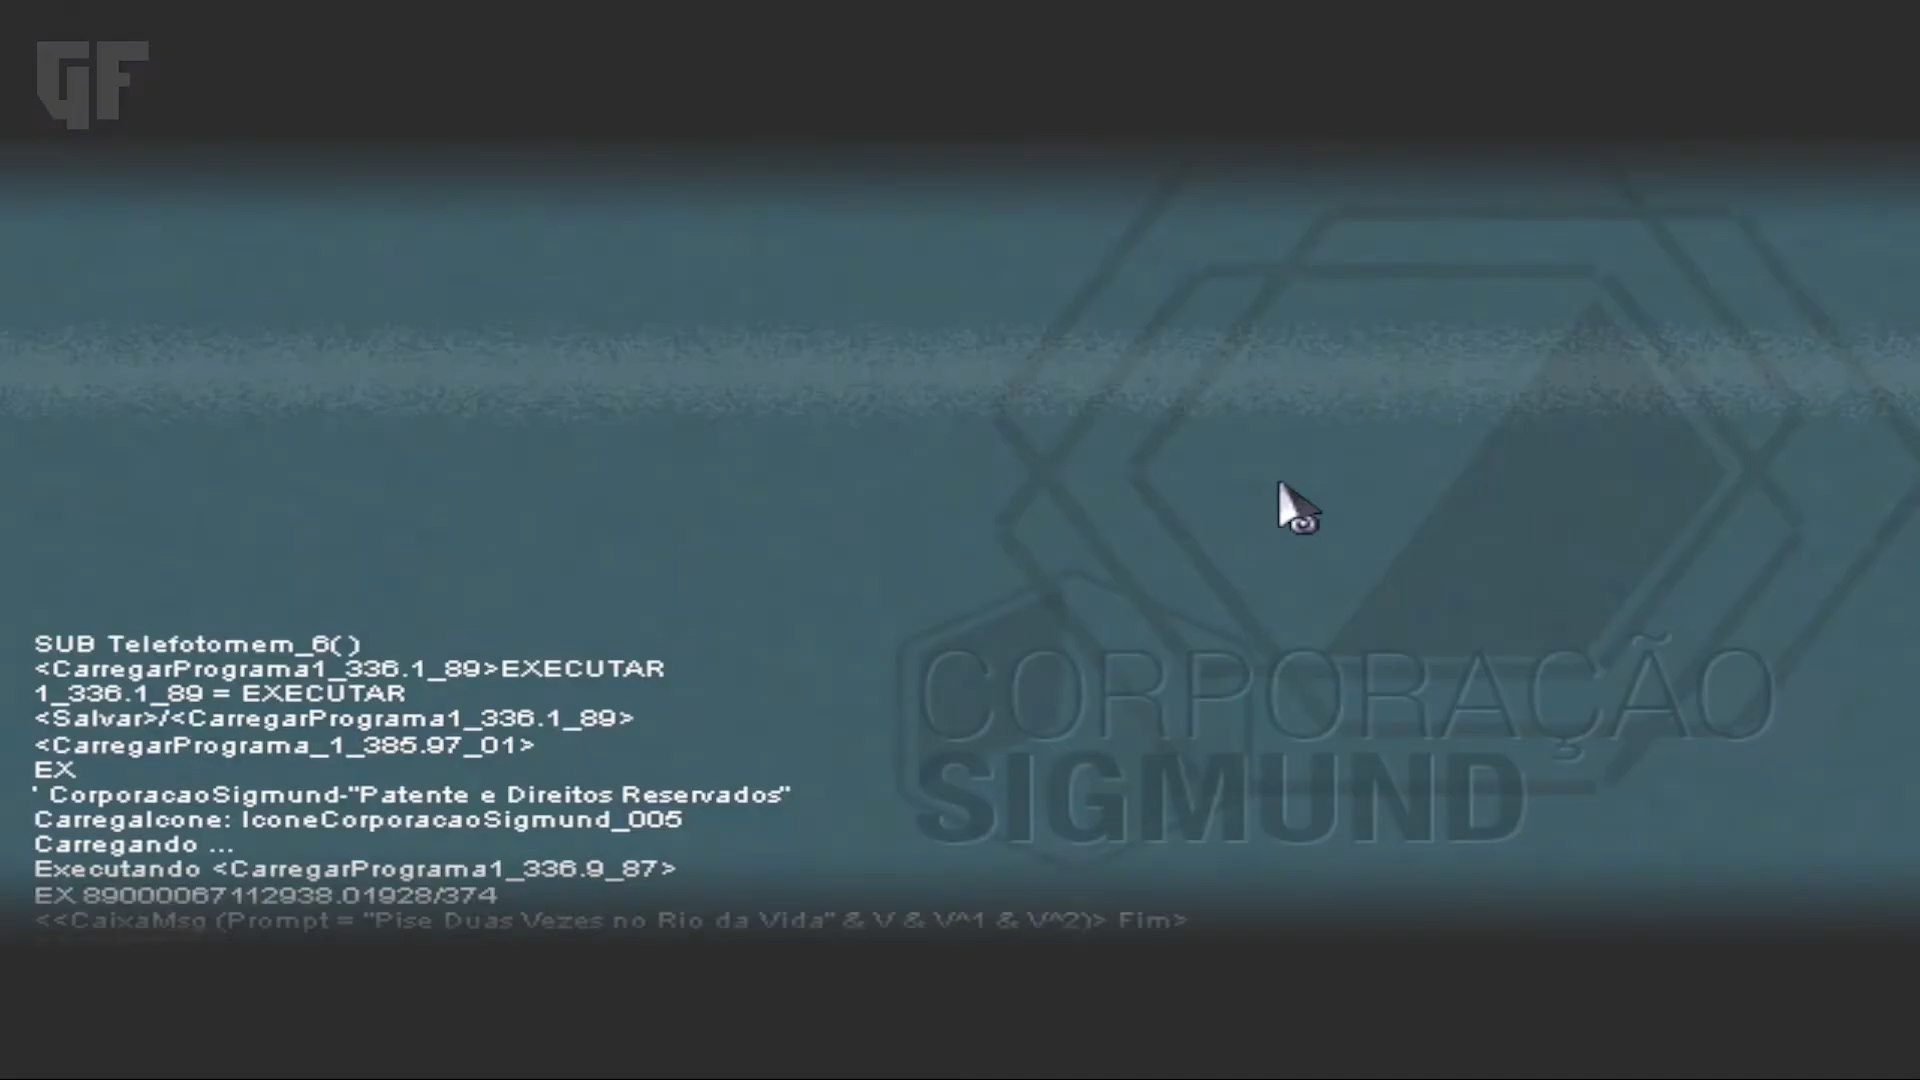 GF
SUB Telefotomem_6( )
<CarregarPrograma1_336.1_89>EXECUTAR
1_336.1_89 = EXECUTAR
<Salvar>/<CarregarPrograma1_336.1_89>
<CarregarPrograma_1_385.97_01>
EX
' CorporacaoSigmund-"Patente e Direitos Reservados"
CarregaIcone: IconeCorporacaoSigmund_005
Carregando ...
Executando <CarregarPrograma1_336.9_87>
EX 89000067112938.01928/374
<<CaixaMsg (Prompt = "Pise Duas Vezes no Rio da Vida" & V & V^1 & V^2)> Fim>
CORPORAÇÃO
SIGMUND